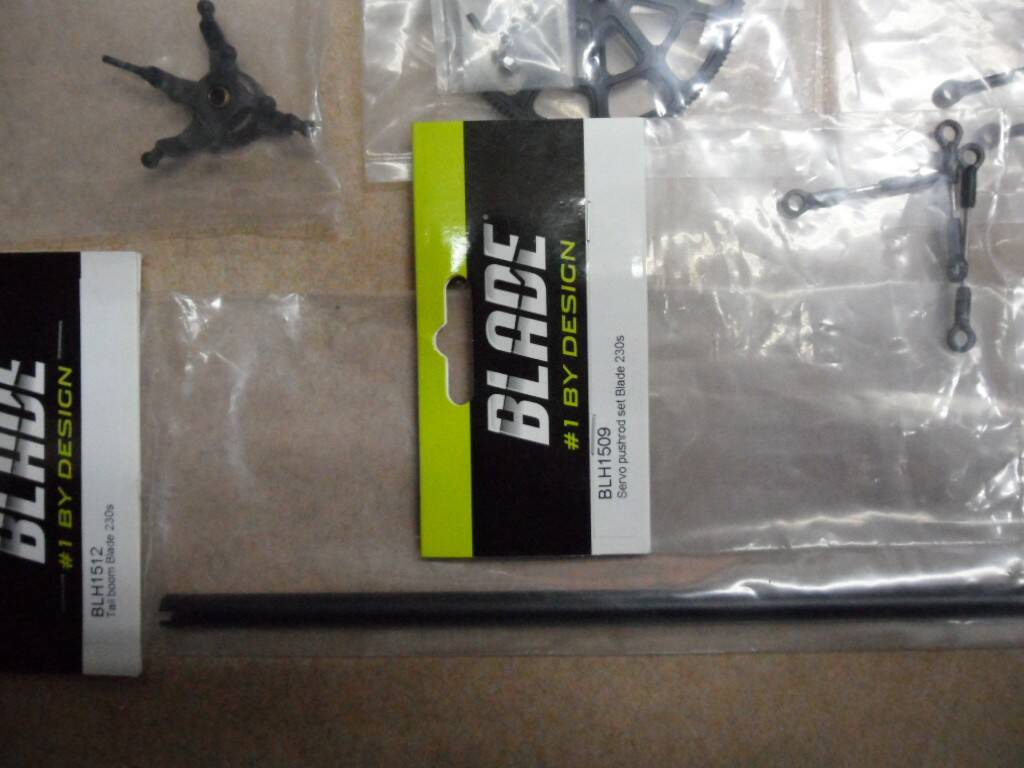 BLADE
#1 BY DESIGN
BLH1512
Tail boom Blade 230s
BLADE
#1 BY DESIGN
BLH1509
Servo pushrod set Blade 230s